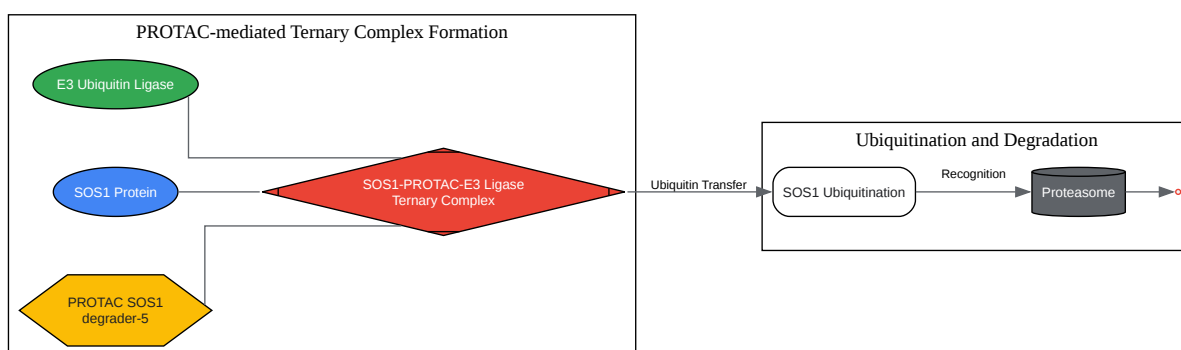 PROTAC-mediated Ternary Complex Formation
E3 Ubiquitin Ligase
SOS1 Protein
PROTAC SOS1
degrader-5
SOS1-PROTAC-E3 Ligase
Ternary Complex
Ubiquitin Transfer
Ubiquitination and Degradation
SOS1 Ubiquitination
Recognition
Proteasome